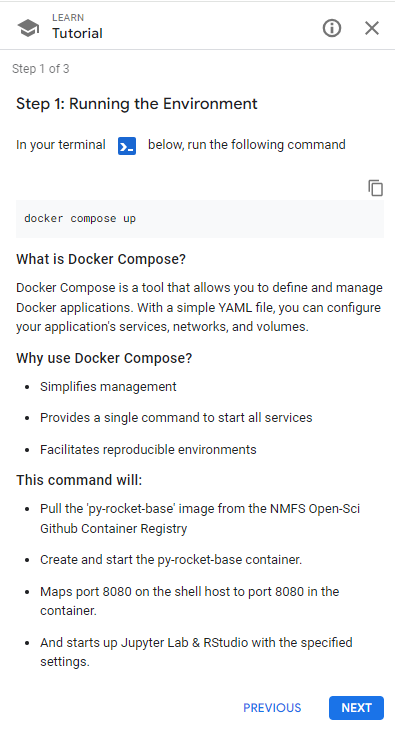 LEARN
Tutorial
Step 1 of 3
Step 1: Running the Environment
In your terminal below, run the following command
docker compose up
What is Docker Compose?
Docker Compose is a tool that allows you to define and manage
Docker applications. With a simple YAML file, you can configure
your application's services, networks, and volumes.
Why use Docker Compose?
• Simplifies management
• Provides a single command to start all services
• Facilitates reproducible environments
This command will:
• Pull the 'py-rocket-base' image from the NMFS Open-Sci
Github Container Registry
• Create and start the py-rocket-base container.
• Maps port 8080 on the shell host to port 8080 in the
container.
• And starts up Jupyter Lab & RStudio with the specified
settings.
PREVIOUS NEXT